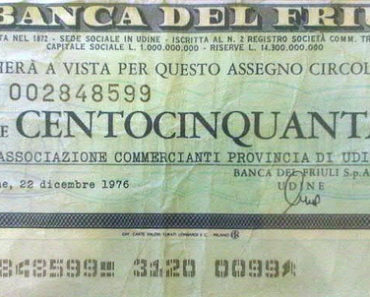 BANCA DEL FRIU
TA NEL 1872 - SEDE SOCIALE IN UDINE - ISCRITTA AL N. 2 REGISTRO SOCIETÀ COMM. TR
CAPITALE SOCIALE L. 1.000.000.000 - RISERVE L. 14.300.000.000
HERÀ A VISTA PER QUESTO ASSEGNO CIRCOL
002848599
E CENTOCINQUANTA
ASSOCIAZIONE COMMERCIANTI PROVINCIA DI UDI
ne, 22 dicembre 1976
BANCA DEL FRIULI S.p.A
UDINE
848599 3120 0099